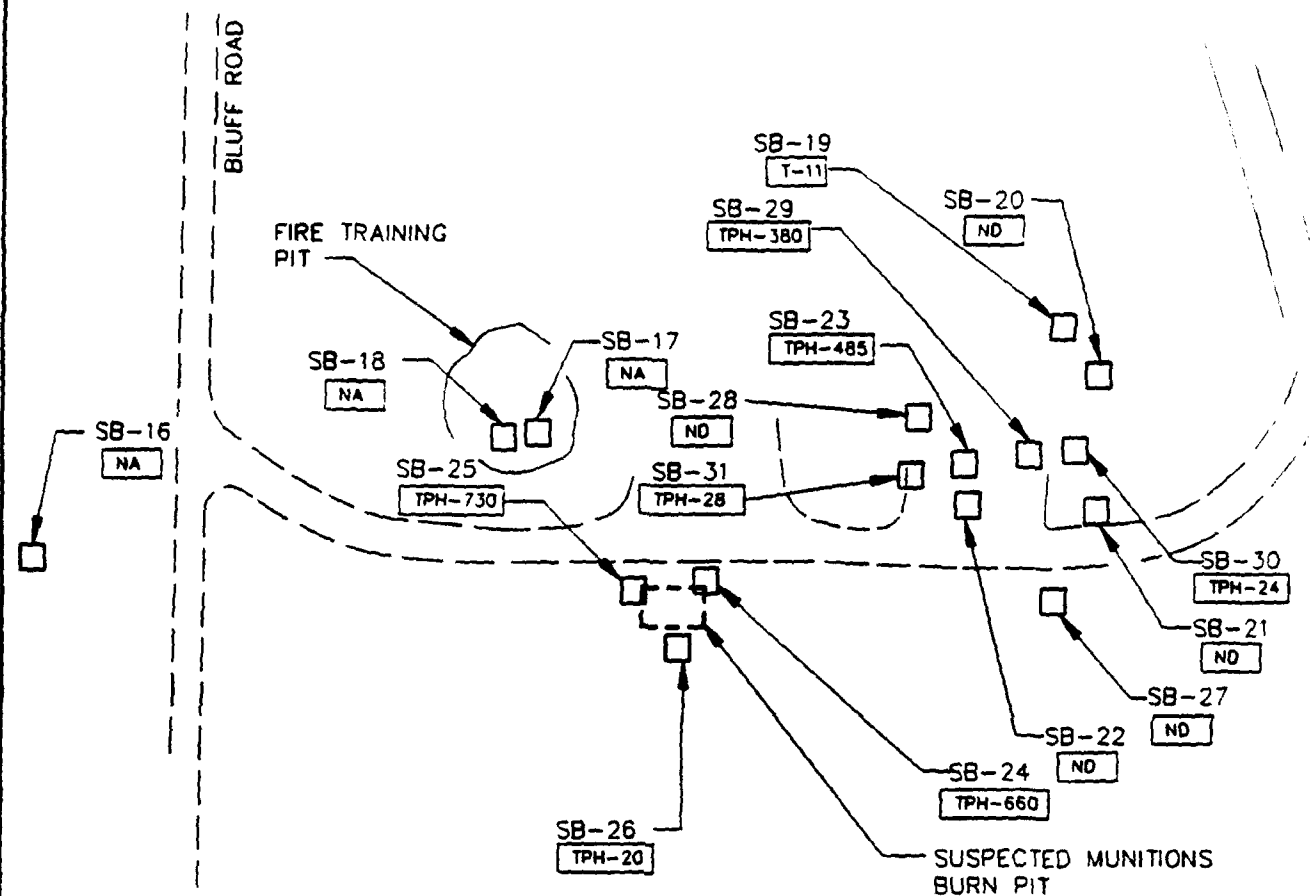 BLUFF ROAD
SB-19
T-11
SB-20
ND
SB-29
TPH-380
FIRE TRAINING
PIT
SB-23
TPH-485
SB-17
NA
SB-18
NA
SB-28
ND
SB-16
NA
SB-25
TPH-730
SB-31
TPH-28
SB-30
TPH-24
SB-21
ND
SB-27
ND
SB-22
ND
SB-24
TPH-660
SB-26
TPH-20
SUSPECTED MUNITIONS
BURN PIT